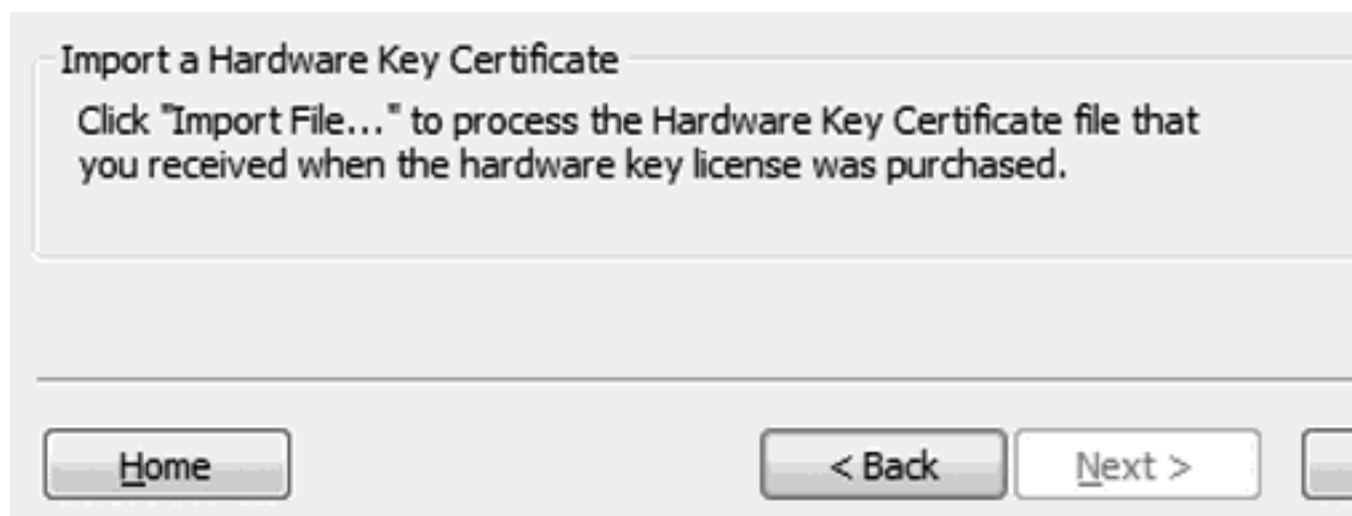 Import a Hardware Key Certificate
Click "Import File..." to process the Hardware Key Certificate file that
you received when the hardware key license was purchased.
Home
< Back
Next >